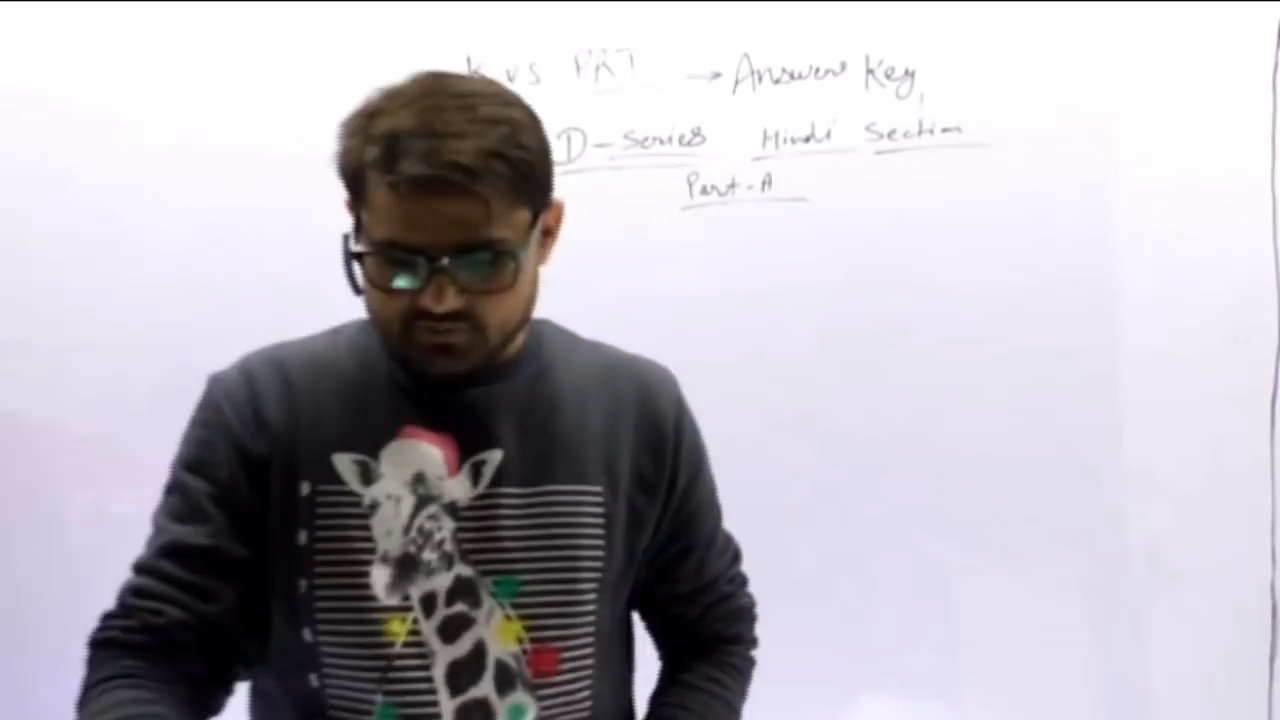 KVS PRT → Answer Key
D-Series Hindi Section
Part-A